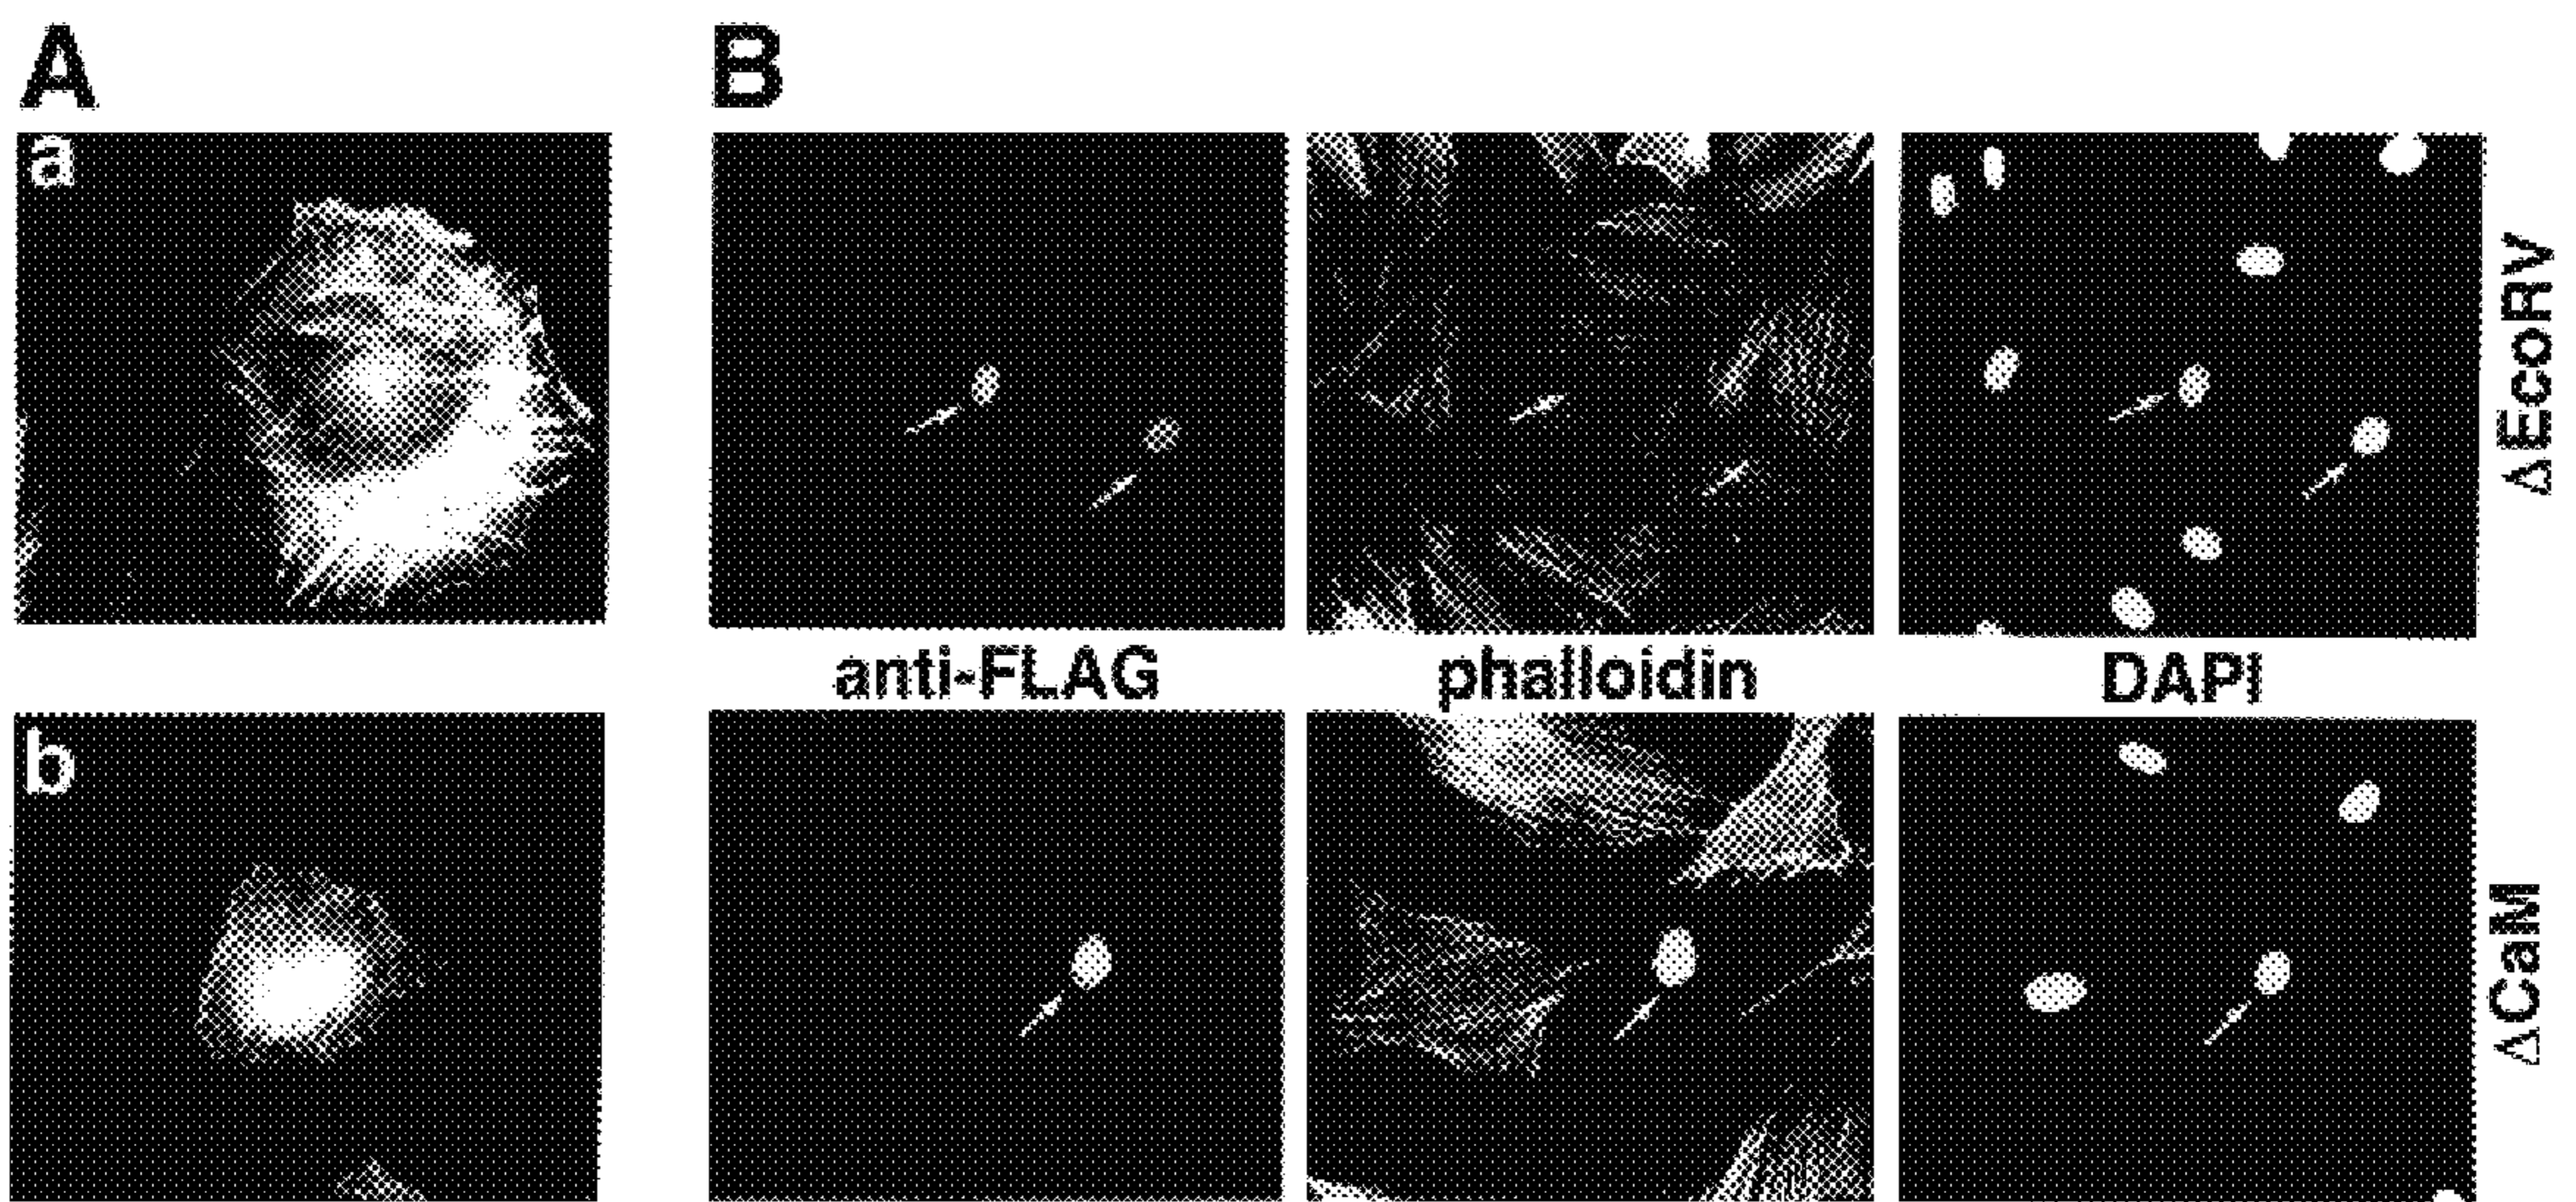 A
B
a
ΔEcoRV
anti-FLAG
phalloidin
DAPI
b
ΔCaM